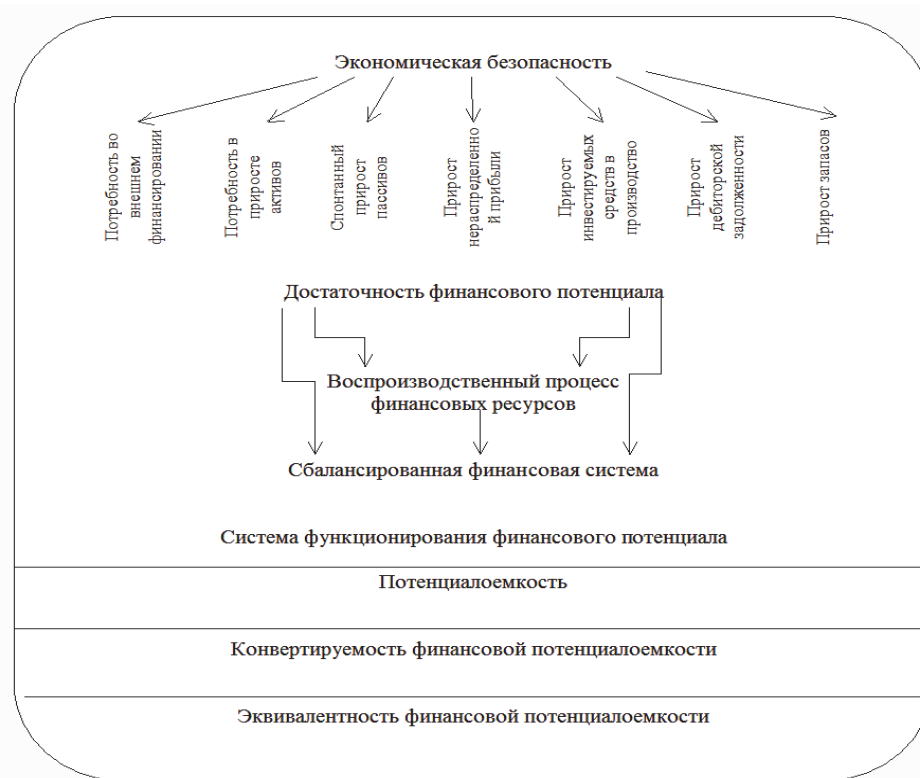 Экономическая безопасность
Потребность во
внешнем
финансировании
Потребность в
приросте
активов
Спонтанный
прирост
пассивов
Прирост
нераспределенно
й прибыли
Прирост
инвестируемых
средств в
производство
Прирост
дебиторской
задолженности
Прирост запасов
Достаточность финансового потенциала
Воспроизводственный процесс
финансовых ресурсов
Сбалансированная финансовая система
Система функционирования финансового потенциала
Потенциалоемкость
Конвертируемость финансовой потенциалоемкости
Эквивалентность финансовой потенциалоемкости